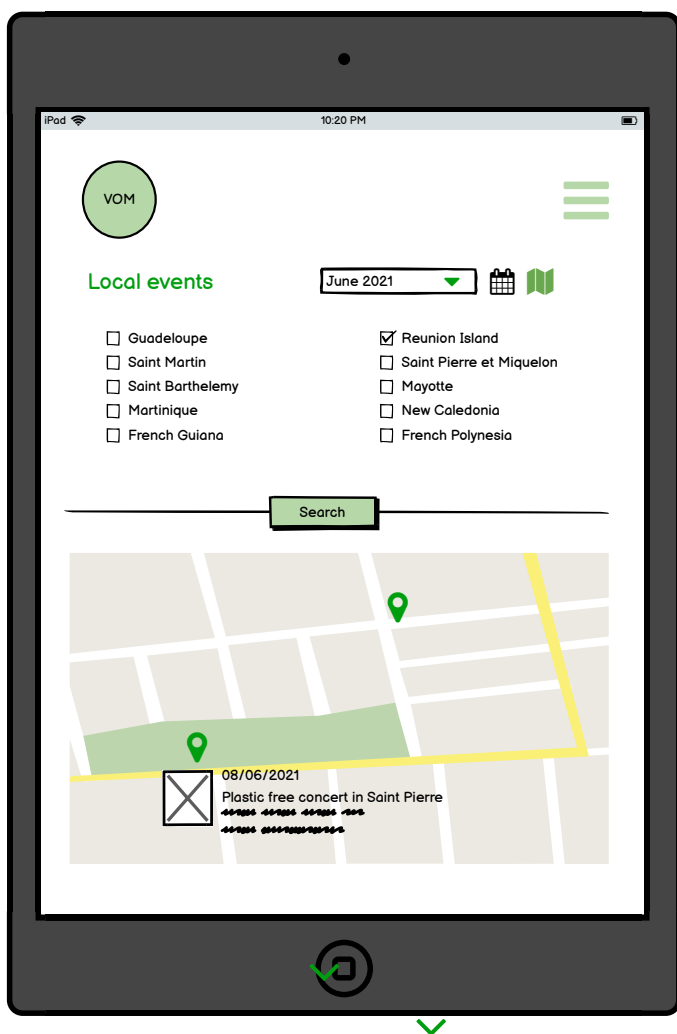 iPad 10:20 PM
VOM
Local events June 2021
Guadeloupe Reunion Island
Saint Martin Saint Pierre et Miquelon
Saint Barthelemy Mayotte
Martinique New Caledonia
French Guiana French Polynesia
Search
08/06/2021
Plastic free concert in Saint Pierre